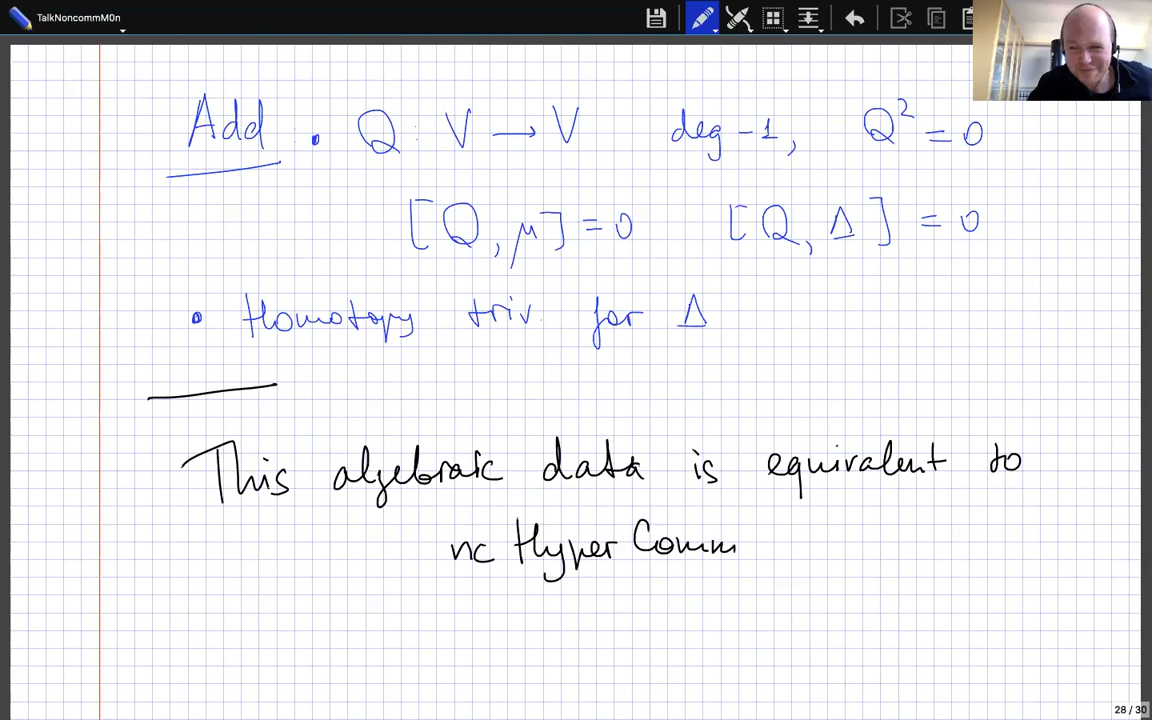 TalkNoncommM0n
Add • Q : V → V deg -1, Q² = 0
[Q, μ] = 0 [Q, Δ] = 0
• Homotopy triv. for Δ
This algebraic data is equivalent to
nc HyperComm
28 / 30